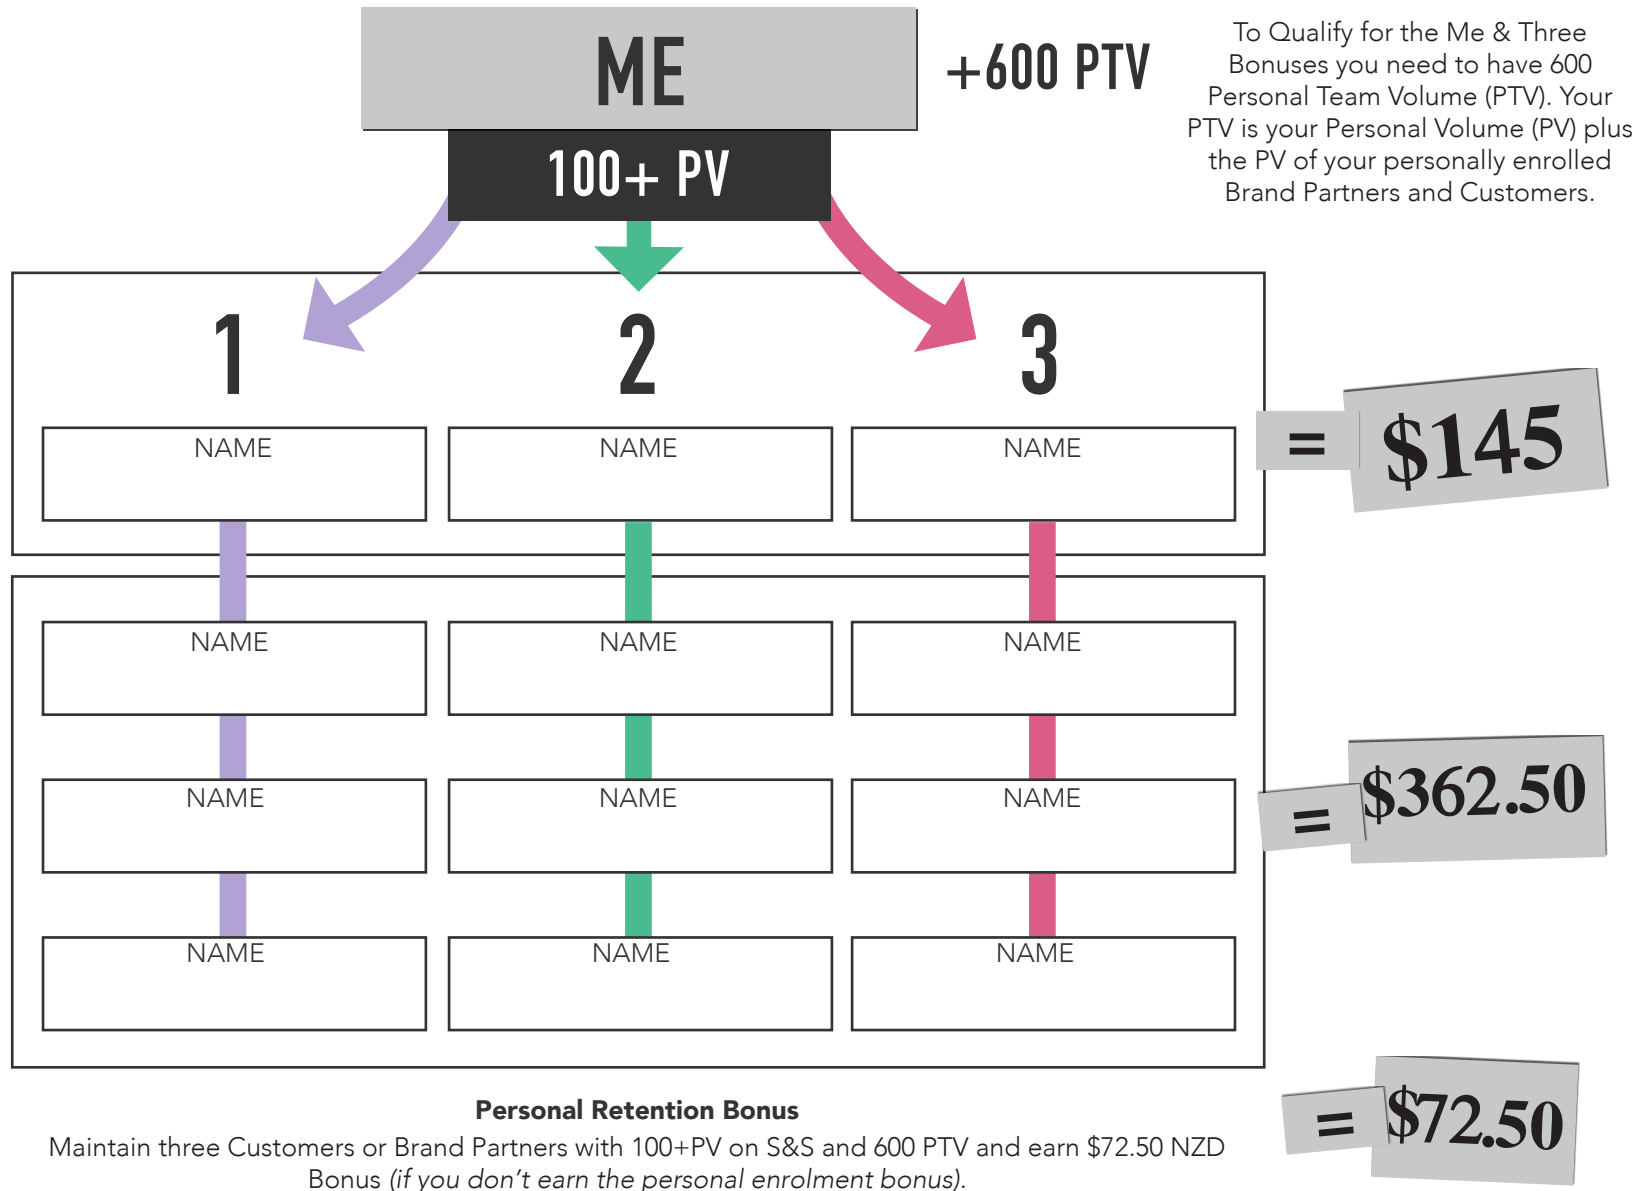 ME
+600 PTV
100+ PV
To Qualify for the Me & Three
Bonuses you need to have 600
Personal Team Volume (PTV). Your
PTV is your Personal Volume (PV) plus
the PV of your personally enrolled
Brand Partners and Customers.
1
2
3
NAME
NAME
NAME
= $145
NAME
NAME
NAME
NAME
NAME
NAME
= $362.50
NAME
NAME
NAME
Personal Retention Bonus
Maintain three Customers or Brand Partners with 100+PV on S&S and 600 PTV and earn $72.50 NZD
Bonus (if you don't earn the personal enrolment bonus).
= $72.50